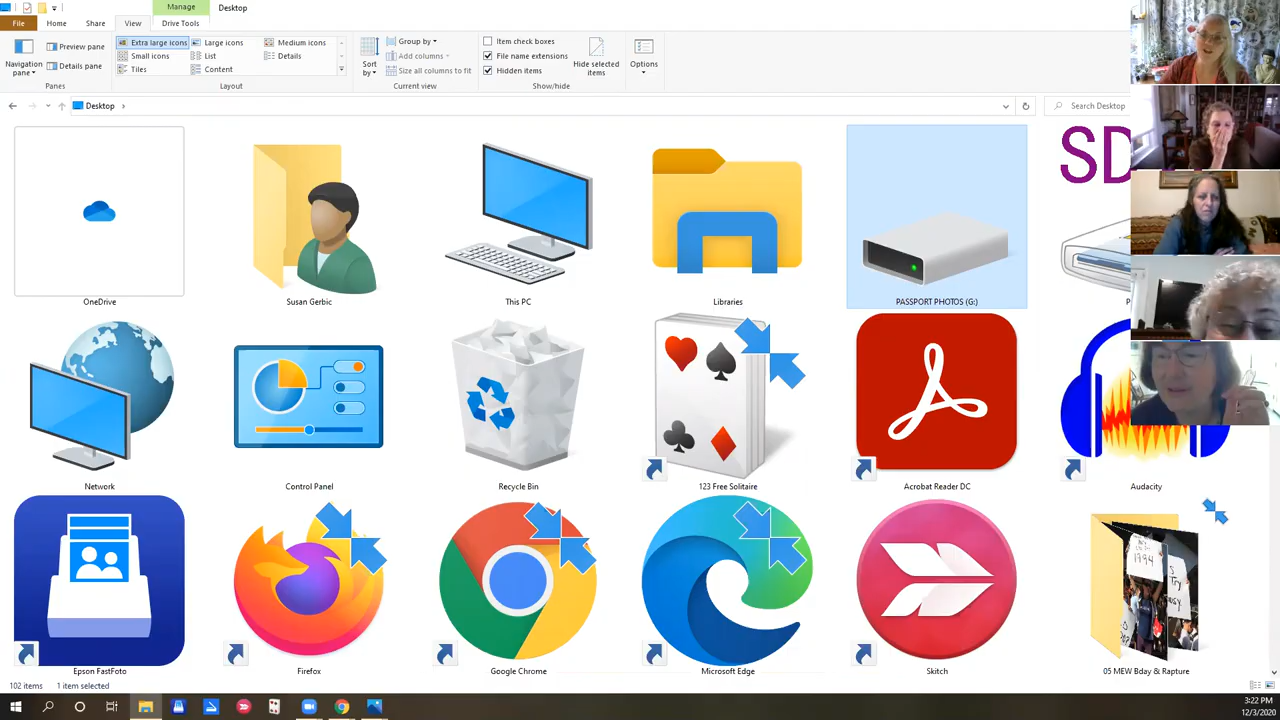 Manage
Desktop
File
Home
Share
View
Drive Tools
Navigation pane
Preview pane
Details pane
Panes
Extra large icons
Large icons
Medium icons
Small icons
List
Details
Tiles
Content
Layout
Sort by
Group by
Add columns
Size all columns to fit
Current view
Item check boxes
File name extensions
Hidden items
Hide selected items
Show/hide
Options
Desktop
Search Desktop
SD
OneDrive
Susan Gerbic
This PC
Libraries
PASSPORT PHOTOS (G:)
Network
Control Panel
Recycle Bin
123 Free Solitaire
Acrobat Reader DC
Audacity
1994
Epson FastFoto
Firefox
Google Chrome
Microsoft Edge
Skitch
05 MEW Bday & Rapture
102 items
1 item selected
3:22 PM
12/3/2020